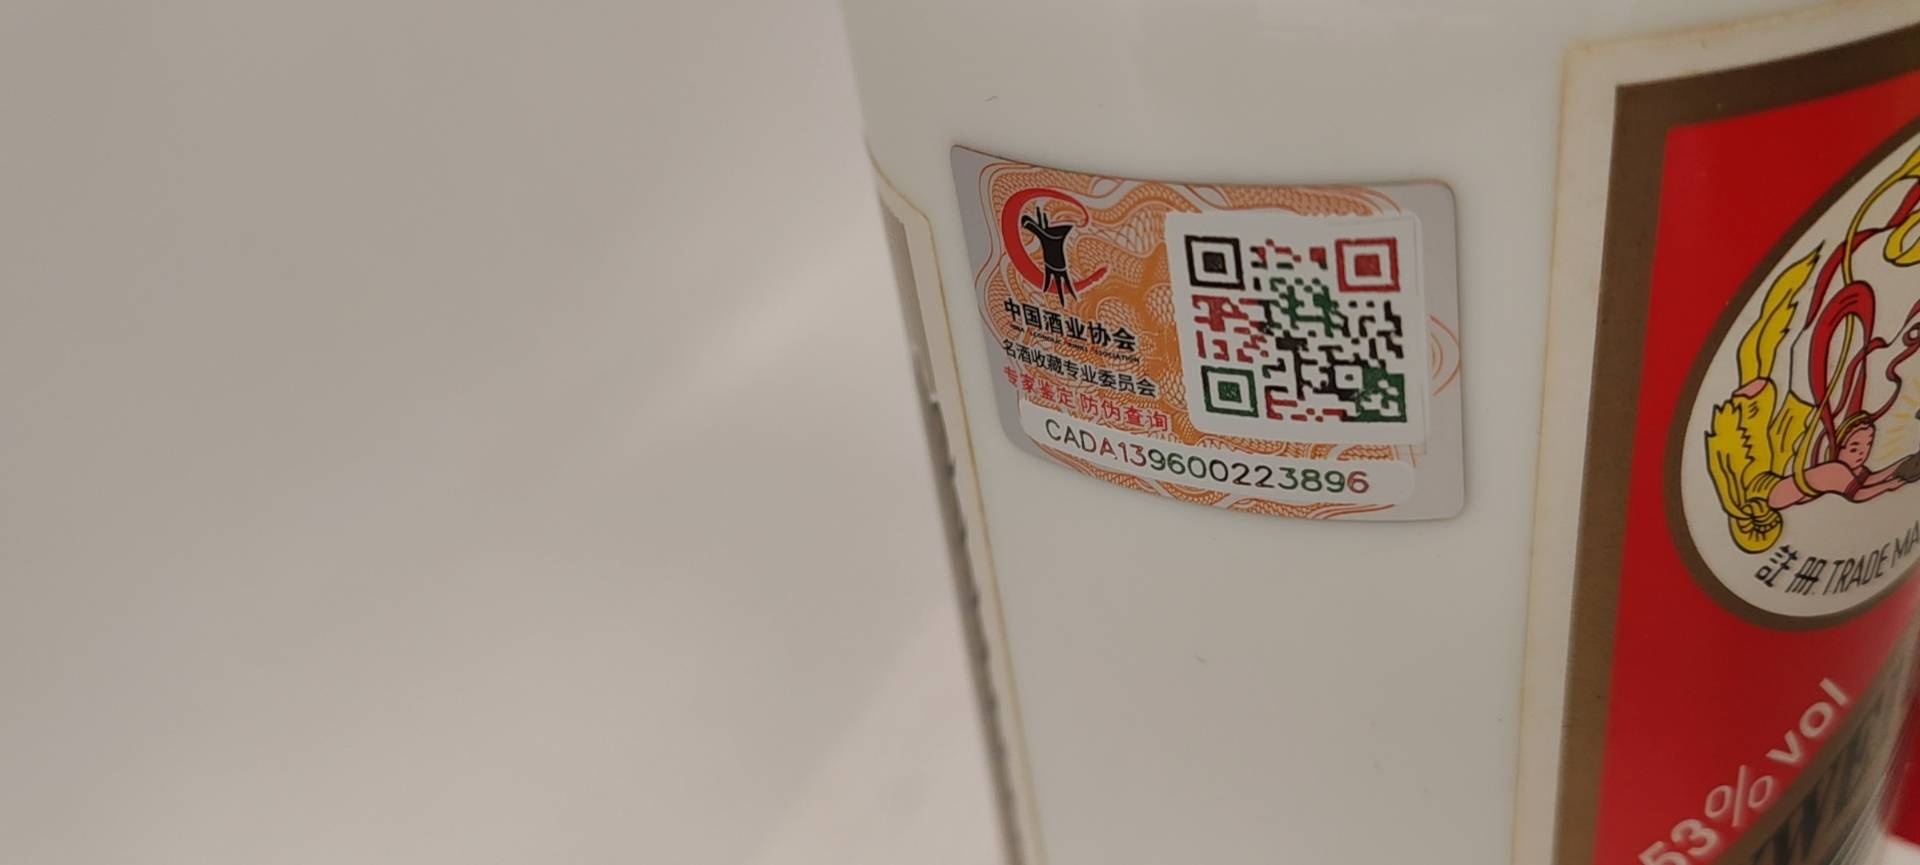 中国酒业协会
名酒收藏专业委员会
专家鉴定 防伪查询
CADA139600223896
註冊 TRADE MA
53% vol